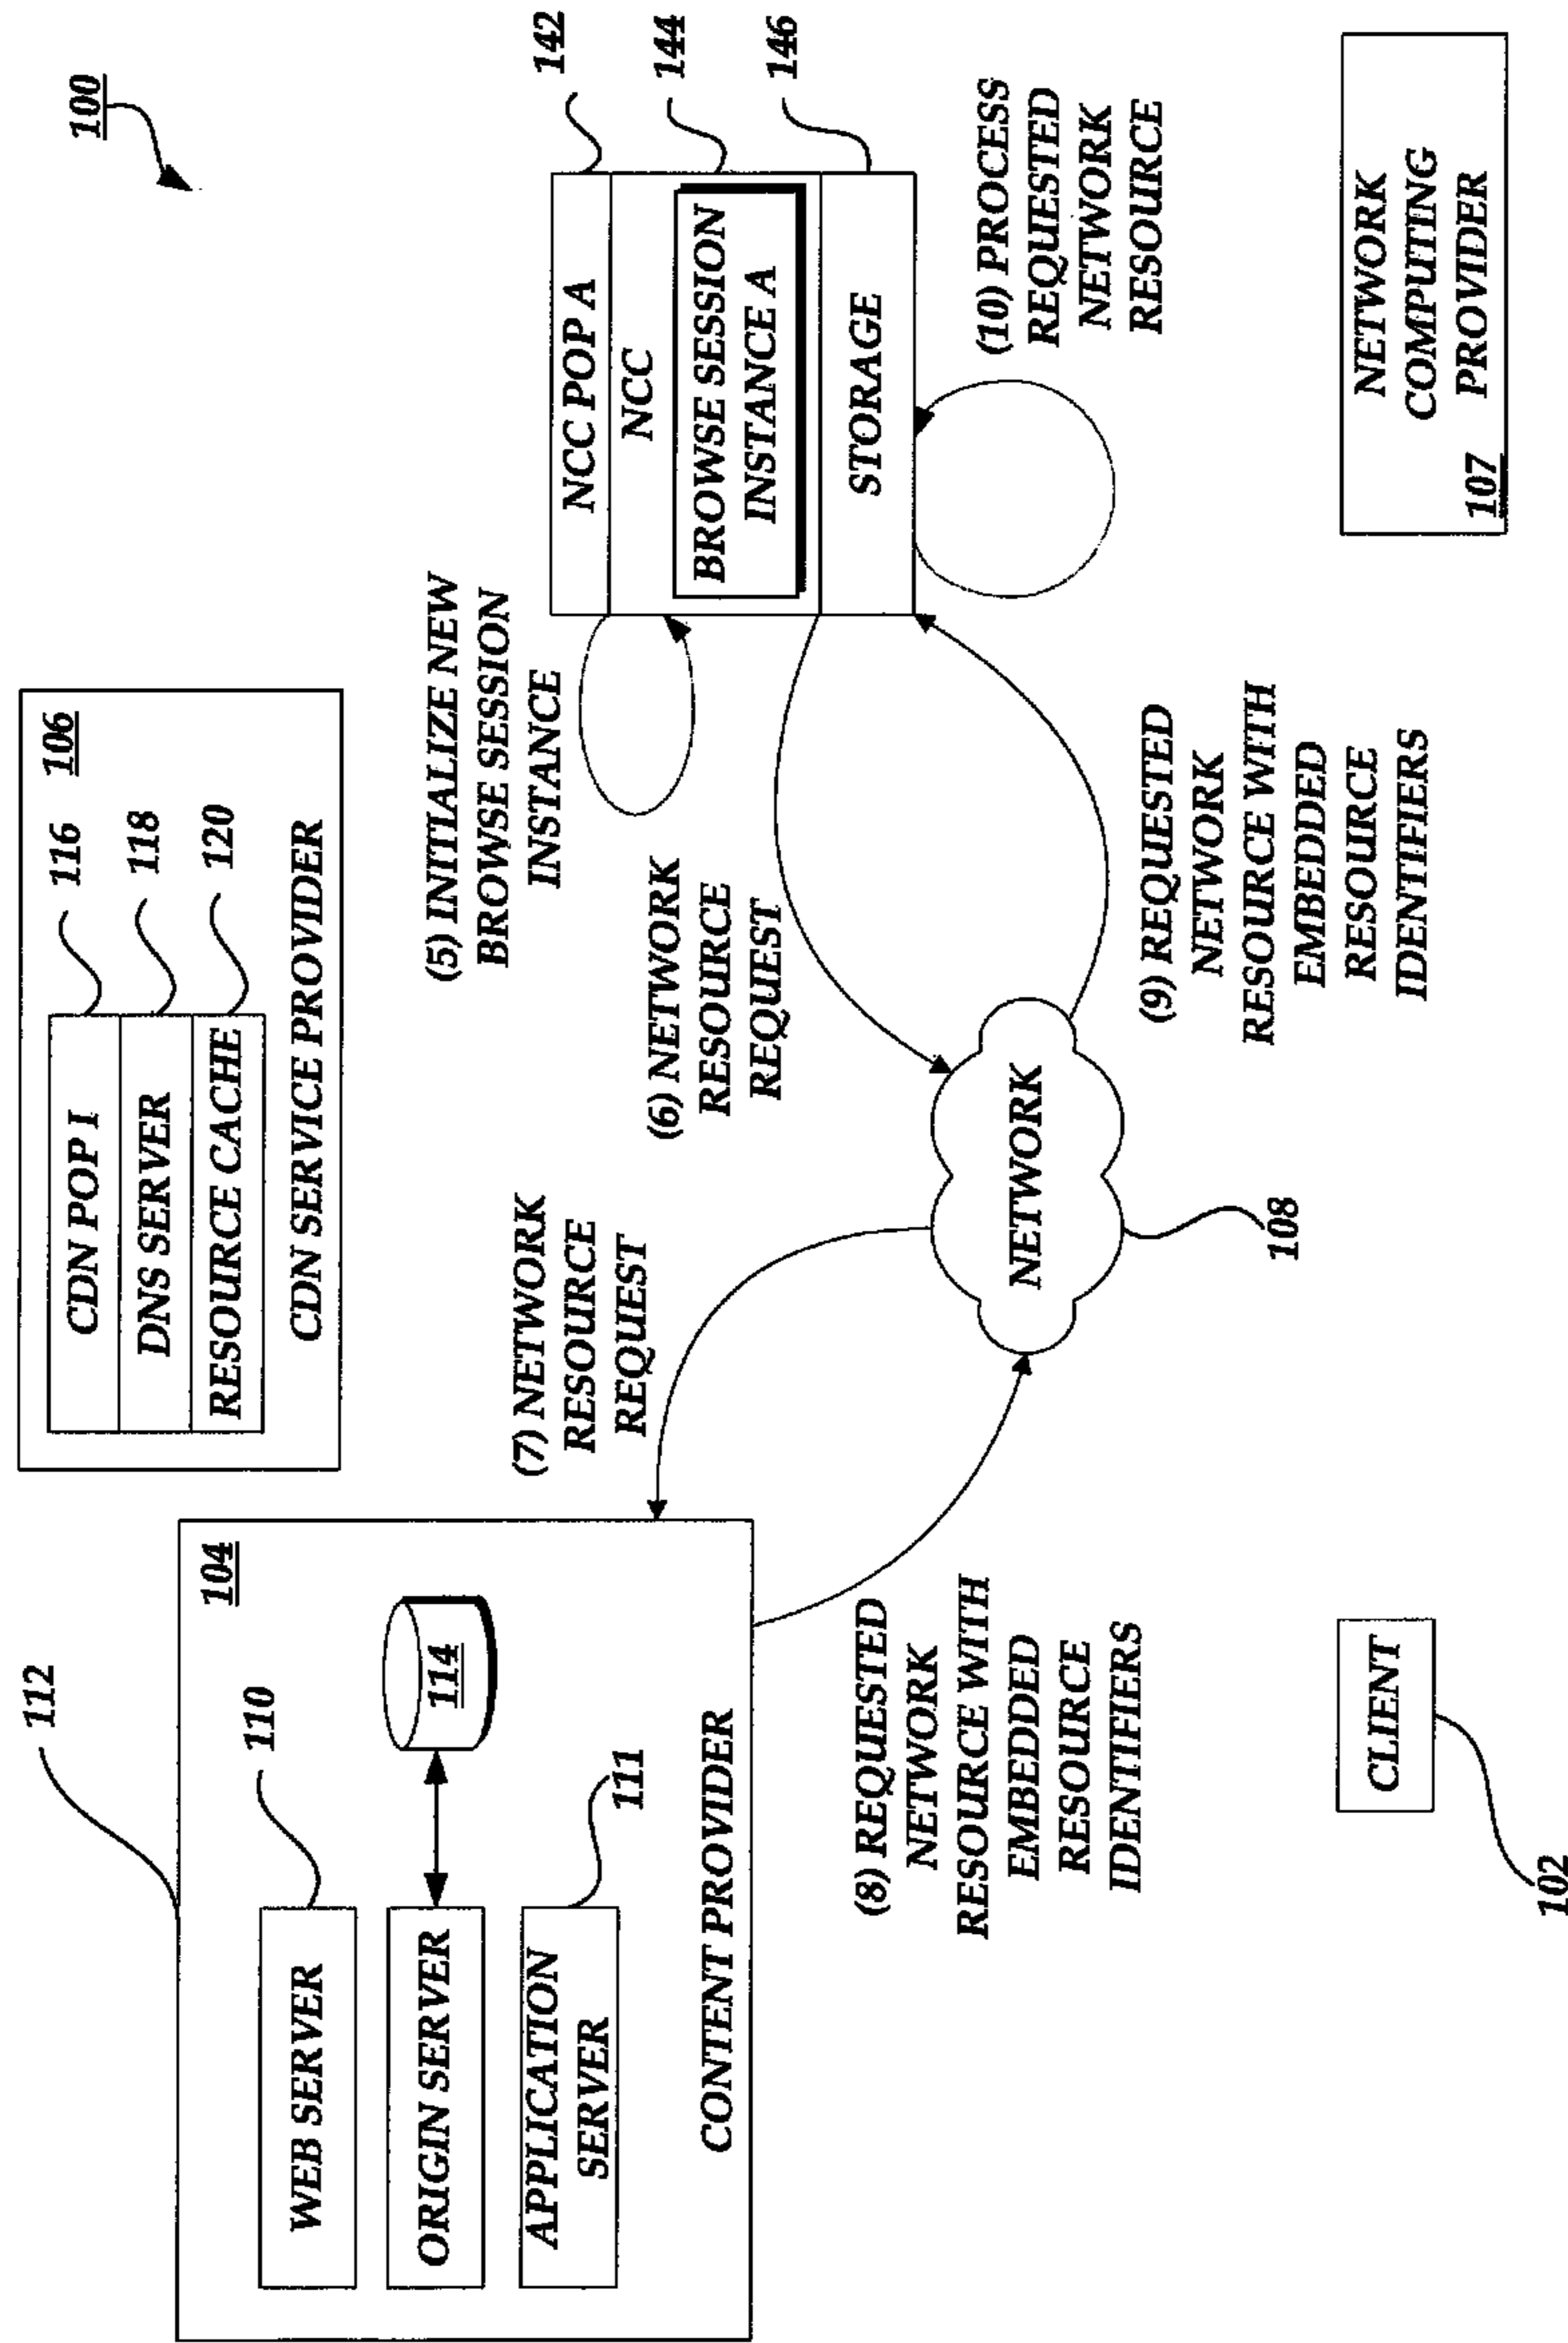 100
106
CDN POP I
DNS SERVER
RESOURCE CACHE
116
118
120
CDN SERVICE PROVIDER
112
104
WEB SERVER
110
ORIGIN SERVER
114
APPLICATION
SERVER
111
CONTENT PROVIDER
(5) INITIALIZE NEW
BROWSE SESSION
INSTANCE
NCC POP A
NCC
BROWSE SESSION
INSTANCE A
STORAGE
142
144
146
(6) NETWORK
RESOURCE
REQUEST
(7) NETWORK
RESOURCE
REQUEST
(8) REQUESTED
NETWORK
RESOURCE WITH
EMBEDDED
RESOURCE
IDENTIFIERS
NETWORK
108
(9) REQUESTED
NETWORK
RESOURCE WITH
EMBEDDED
RESOURCE
IDENTIFIERS
(10) PROCESS
REQUESTED
NETWORK
RESOURCE
CLIENT
102
NETWORK
COMPUTING
PROVIDER
107